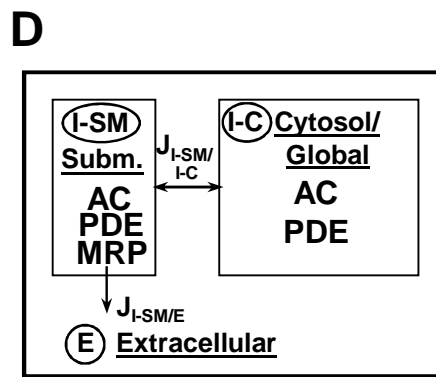 D
I-SM
Subm.
AC
PDE
MRP
J I-SM/
I-C
I-C Cytosol/
Global
AC
PDE
J I-SM/E
E Extracellular